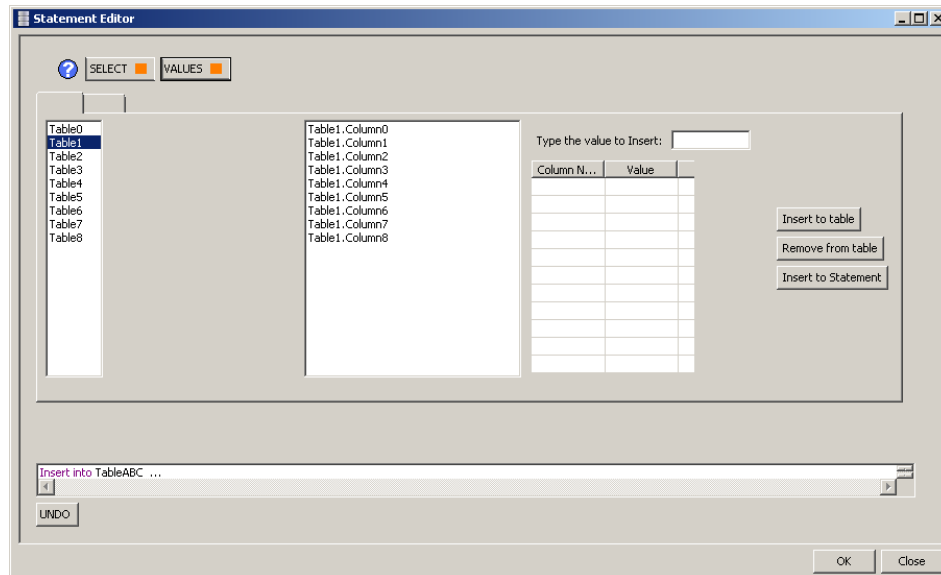 Statement Editor
SELECT
VALUES
Table0
Table1
Table2
Table3
Table4
Table5
Table6
Table7
Table8
Table1.Column0
Table1.Column1
Table1.Column2
Table1.Column3
Table1.Column4
Table1.Column5
Table1.Column6
Table1.Column7
Table1.Column8
Type the value to Insert:
Column N... Value
Insert to table
Remove from table
Insert to Statement
Insert into TableABC ...
UNDO
OK Close